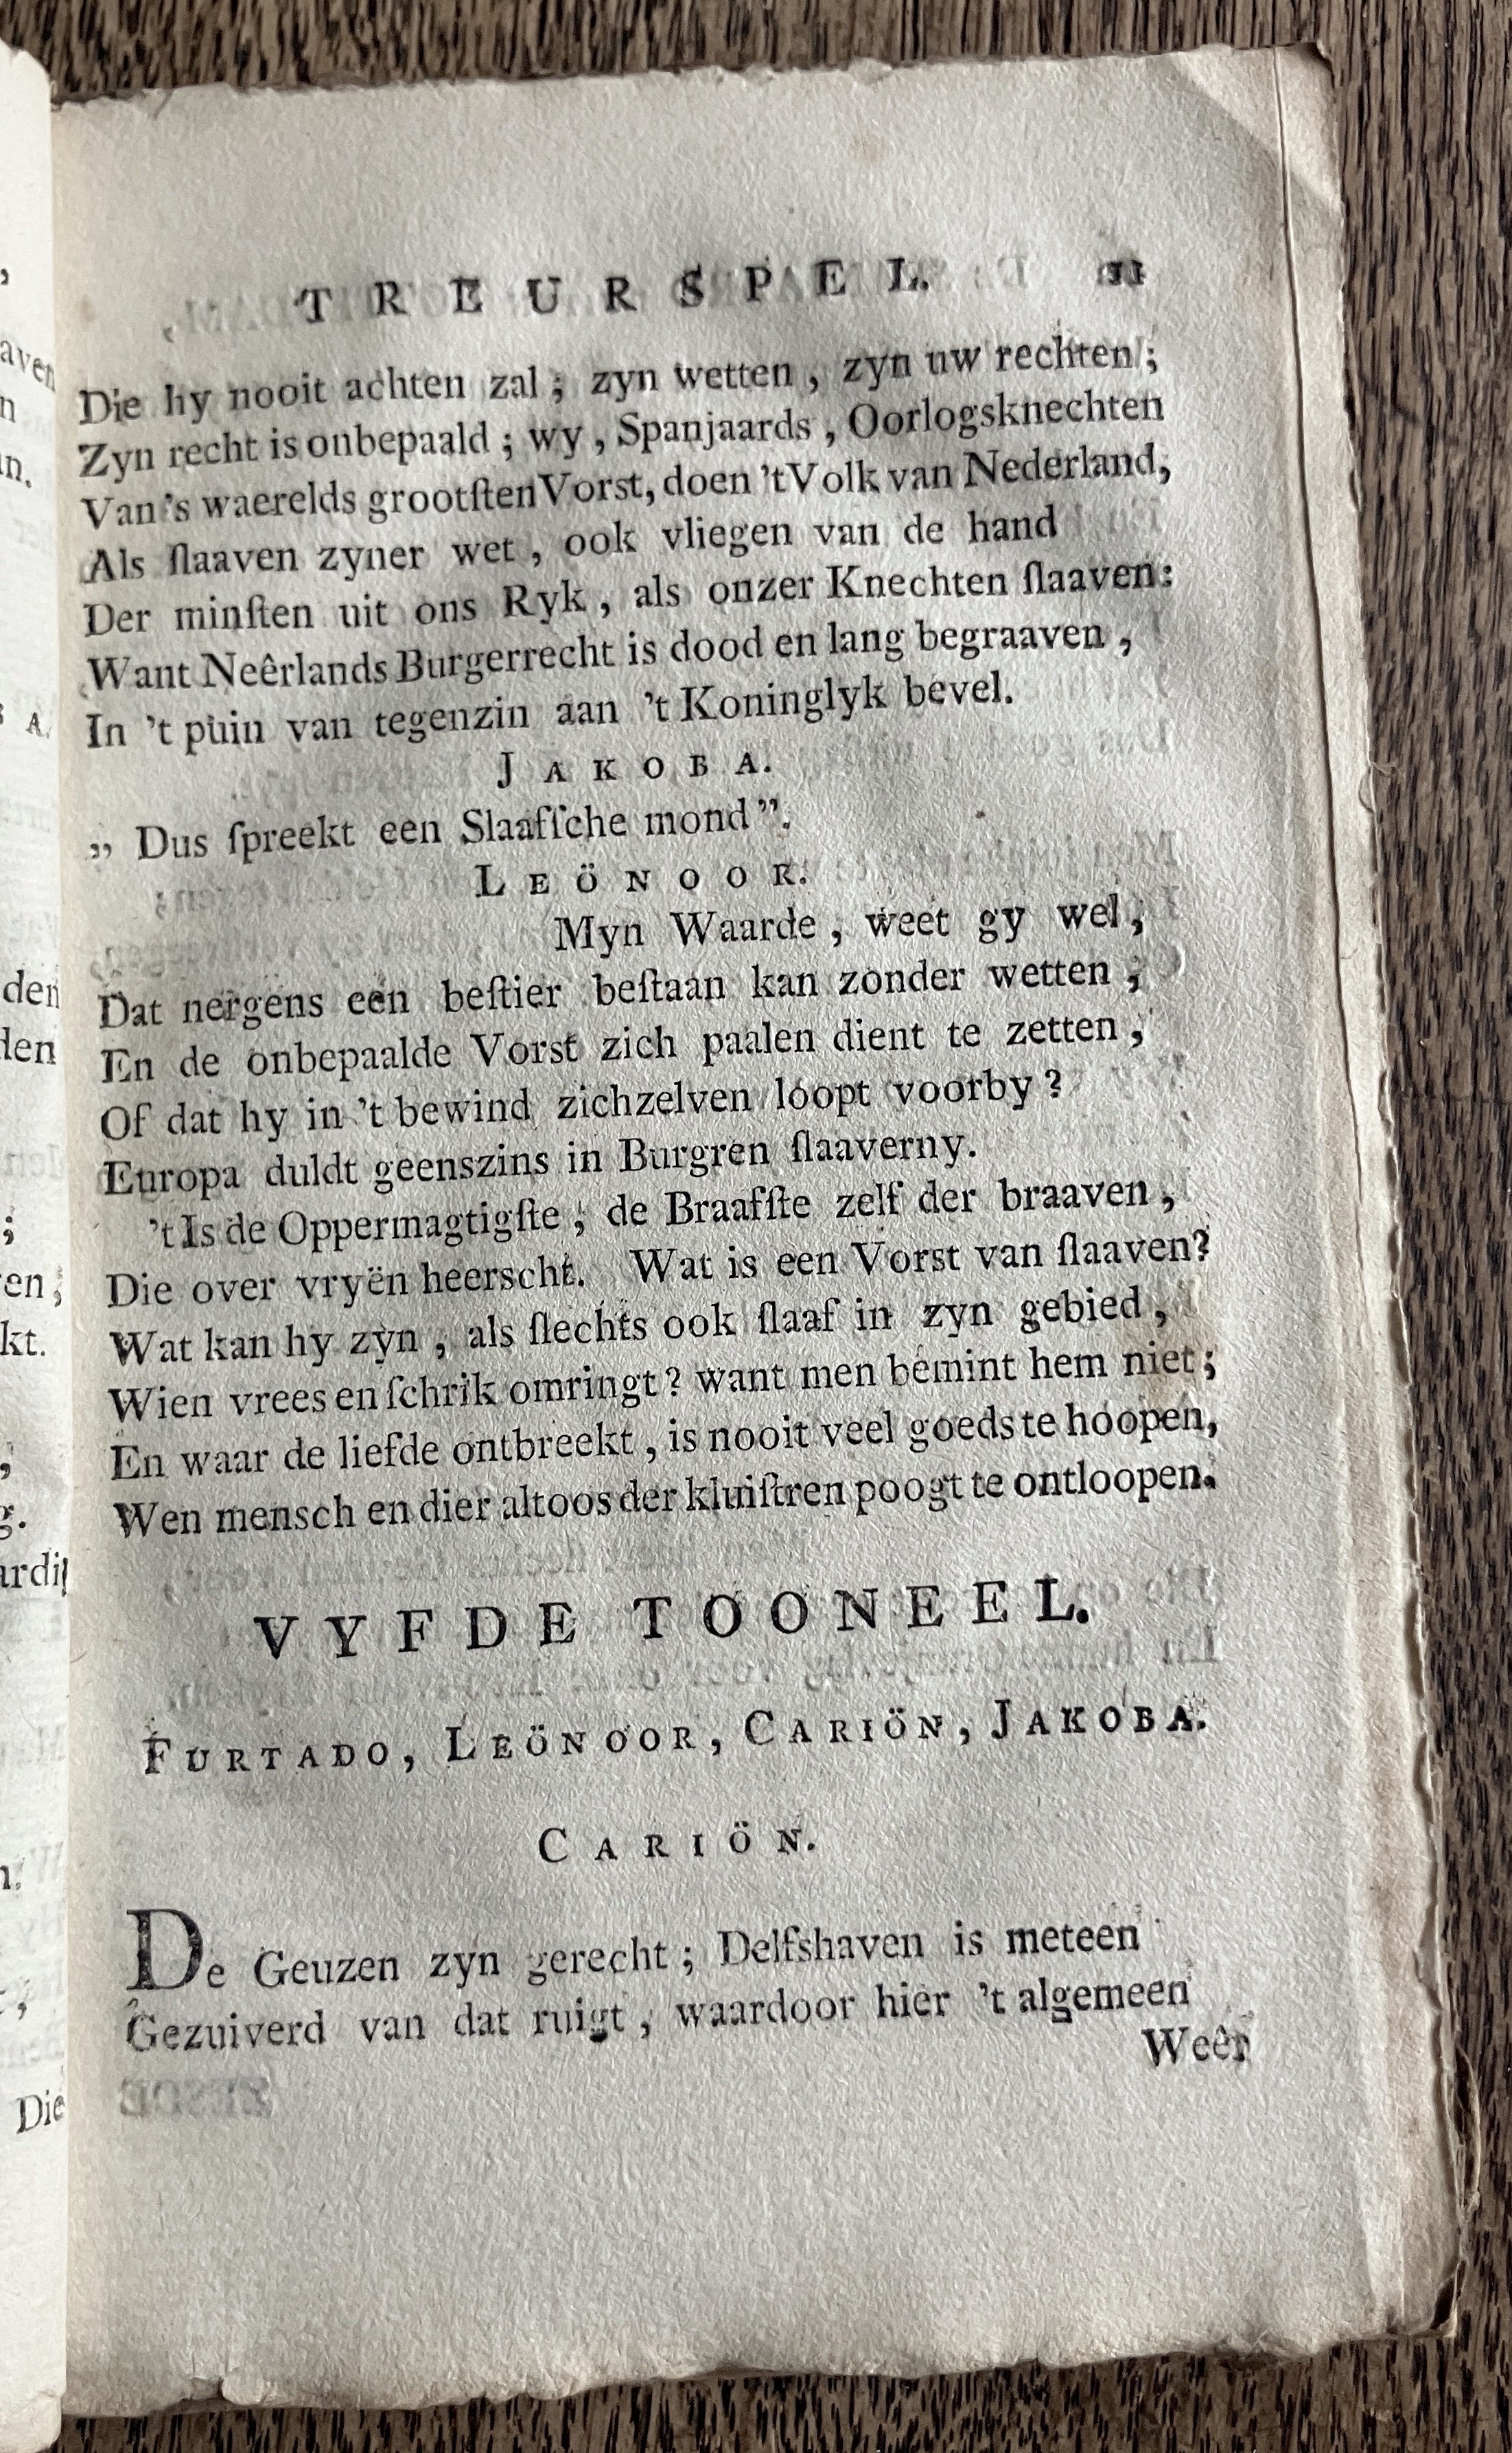 TREURSPEL. 11
Die hy nooit achten zal; zyn wetten, zyn uw rechten;
Zyn recht is onbepaald; wy, Spanjaards, Oorlogsknechten
Van 's waerelds grootſten Vorst, doen 't Volk van Nederland,
Als ſlaaven zyner wet, ook vliegen van de hand
Der minſten uit ons Ryk, als onzer Knechten ſlaaven:
Want Neêrlands Burgerrecht is dood en lang begraaven,
In 't puin van tegenzin aan 't Koninglyk bevel.
JAKOBA.
„ Dus ſpreekt een Slaafſche mond”.
LEÖNOOR.
Myn Waarde, weet gy wel,
Dat nergens een beſtier beſtaan kan zonder wetten,
En de onbepaalde Vorst zich paalen dient te zetten,
Of dat hy in 't bewind zichzelven loopt voorby?
Europa duldt geenszins in Burgren ſlaaverny.
't Is de Oppermagtigſte, de Braafſte zelf der braaven,
Die over vryën heerscht. Wat is een Vorst van ſlaaven?
Wat kan hy zyn, als ſlechts ook ſlaaf in zyn gebied,
Wien vrees en ſchrik omringt? want men bemint hem niet;
En waar de liefde ontbreekt, is nooit veel goeds te hoopen,
Wen mensch en dier altoos der kluiſtren poogt te ontloopen.
VYFDE TOONEEL.
FURTADO, LEÖNOOR, CARIÖN, JAKOBA.
CARIÖN.
De Geuzen zyn gerecht; Delfshaven is meteen
Gezuiverd van dat ruigt, waardoor hier 't algemeen
Weêr